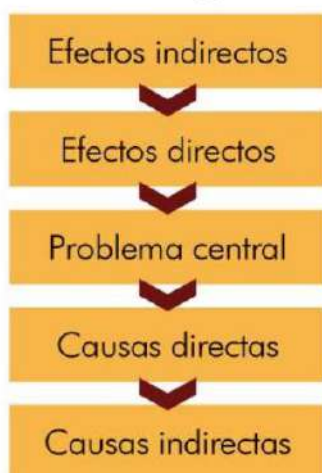 Efectos indirectos
Efectos directos
Problema central
Causas directas
Causas indirectas